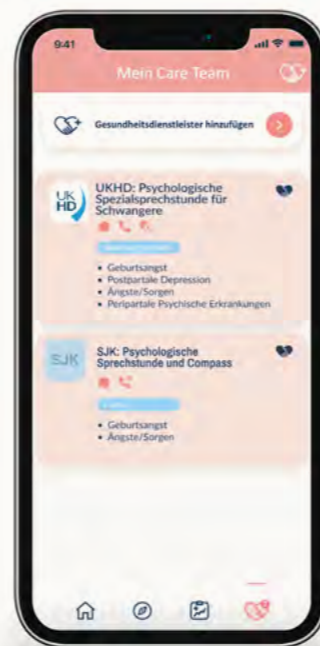 9:41
Mein Care Team
Gesundheitsdienstleister hinzufügen
UK
HD
UKHD: Psychologische
Spezialsprechstunde für
Schwangere
• Geburtsangst
• Postpartale Depression
• Ängste/Sorgen
• Peripartale Psychische Erkrankungen
SJK
SJK: Psychologische
Sprechstunde und Compass
• Geburtsangst
• Ängste/Sorgen